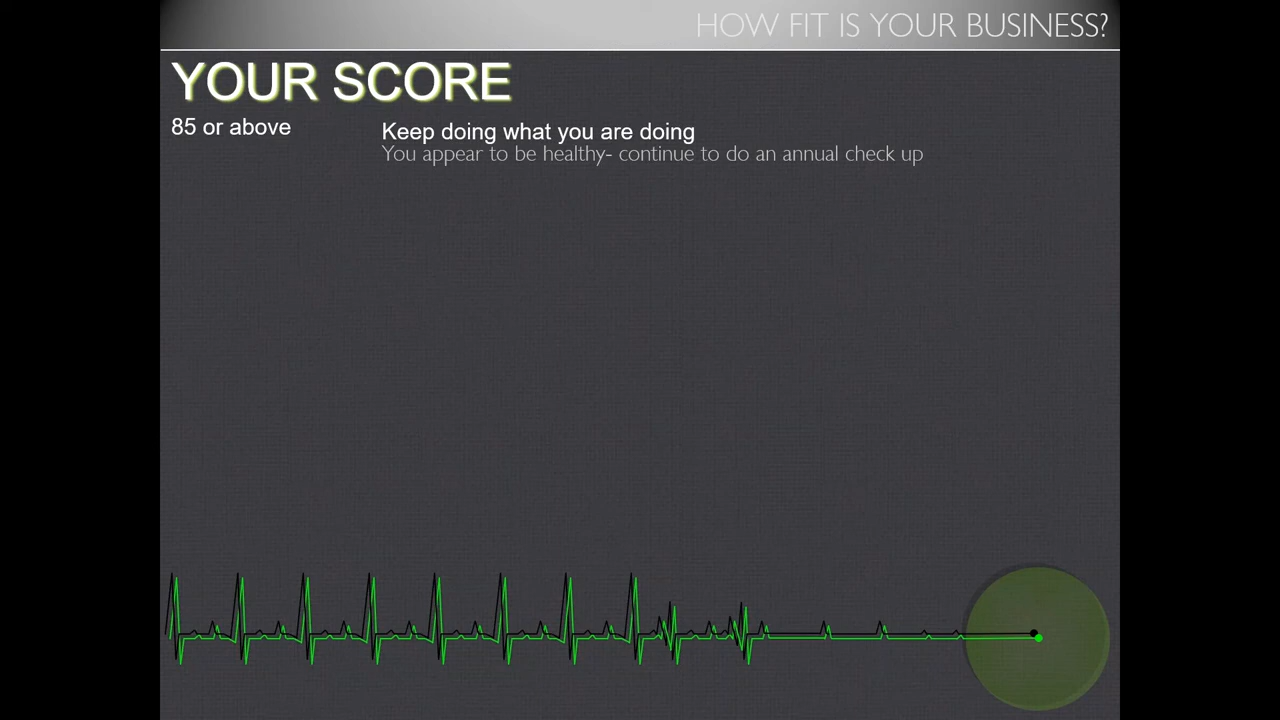 HOW FIT IS YOUR BUSINESS?
YOUR SCORE
85 or above
Keep doing what you are doing
You appear to be healthy- continue to do an annual check up